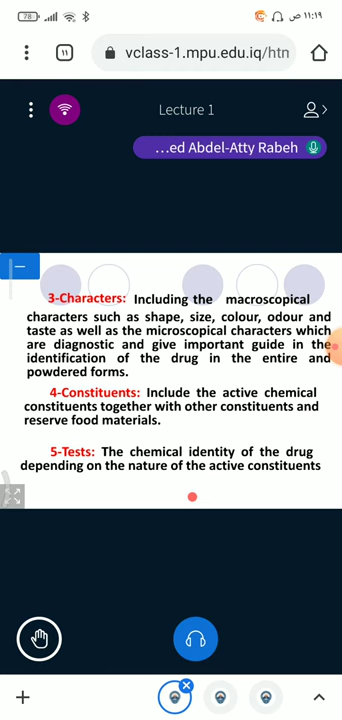 78
١١:١٩ ص
١١
vclass-1.mpu.edu.iq/htn
Lecture 1
...ed Abdel-Atty Rabeh
3-Characters: Including the macroscopical
characters such as shape, size, colour, odour and
taste as well as the microscopical characters which
are diagnostic and give important guide in the
identification of the drug in the entire and
powdered forms.
4-Constituents: Include the active chemical
constituents together with other constituents and
reserve food materials.
5-Tests: The chemical identity of the drug
depending on the nature of the active constituents